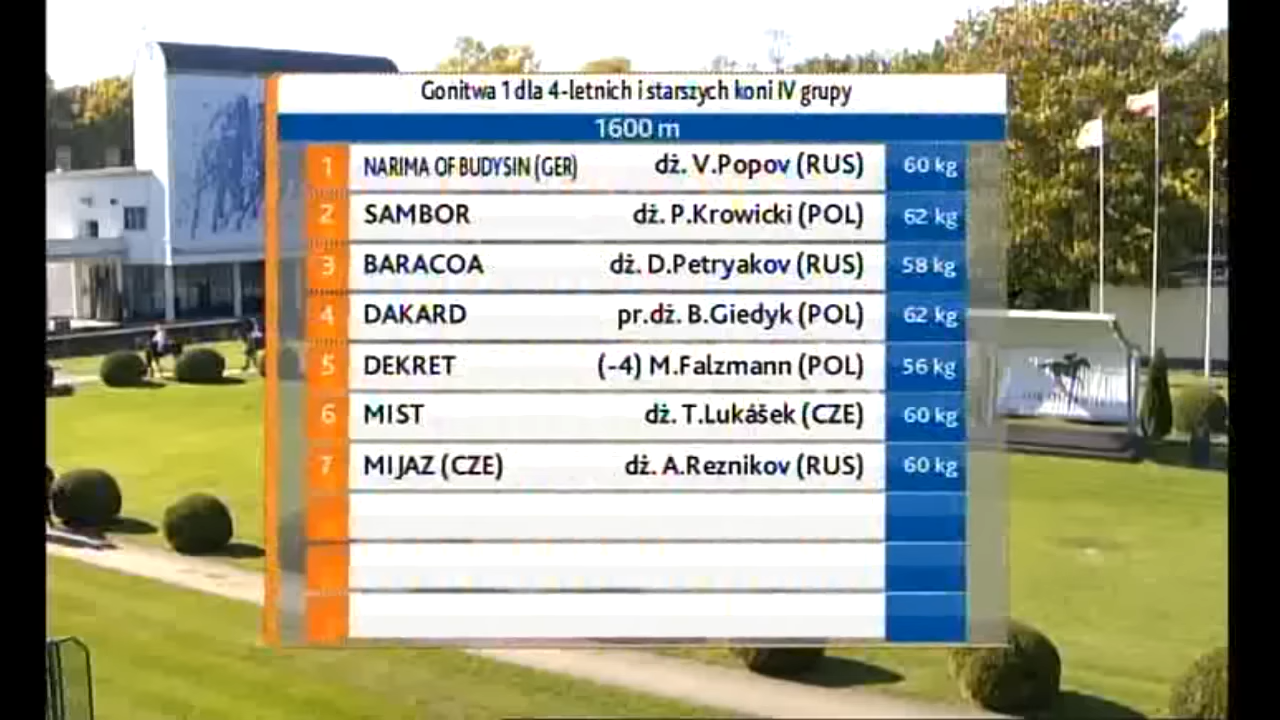 Gonitwa 1 dla 4-letnich i starszych koni IV grupy
1600 m
1 NARIMA OF BUDYSIN (GER) dż. V.Popov (RUS) 60 kg
2 SAMBOR dż. P.Krowicki (POL) 62 kg
3 BARACOA dż. D.Petryakov (RUS) 58 kg
4 DAKARD pr.dż. B.Giedyk (POL) 62 kg
5 DEKRET (-4) M.Falzmann (POL) 56 kg
6 MIST dż. T.Lukášek (CZE) 60 kg
7 MIJAZ (CZE) dż. A.Reznikov (RUS) 60 kg